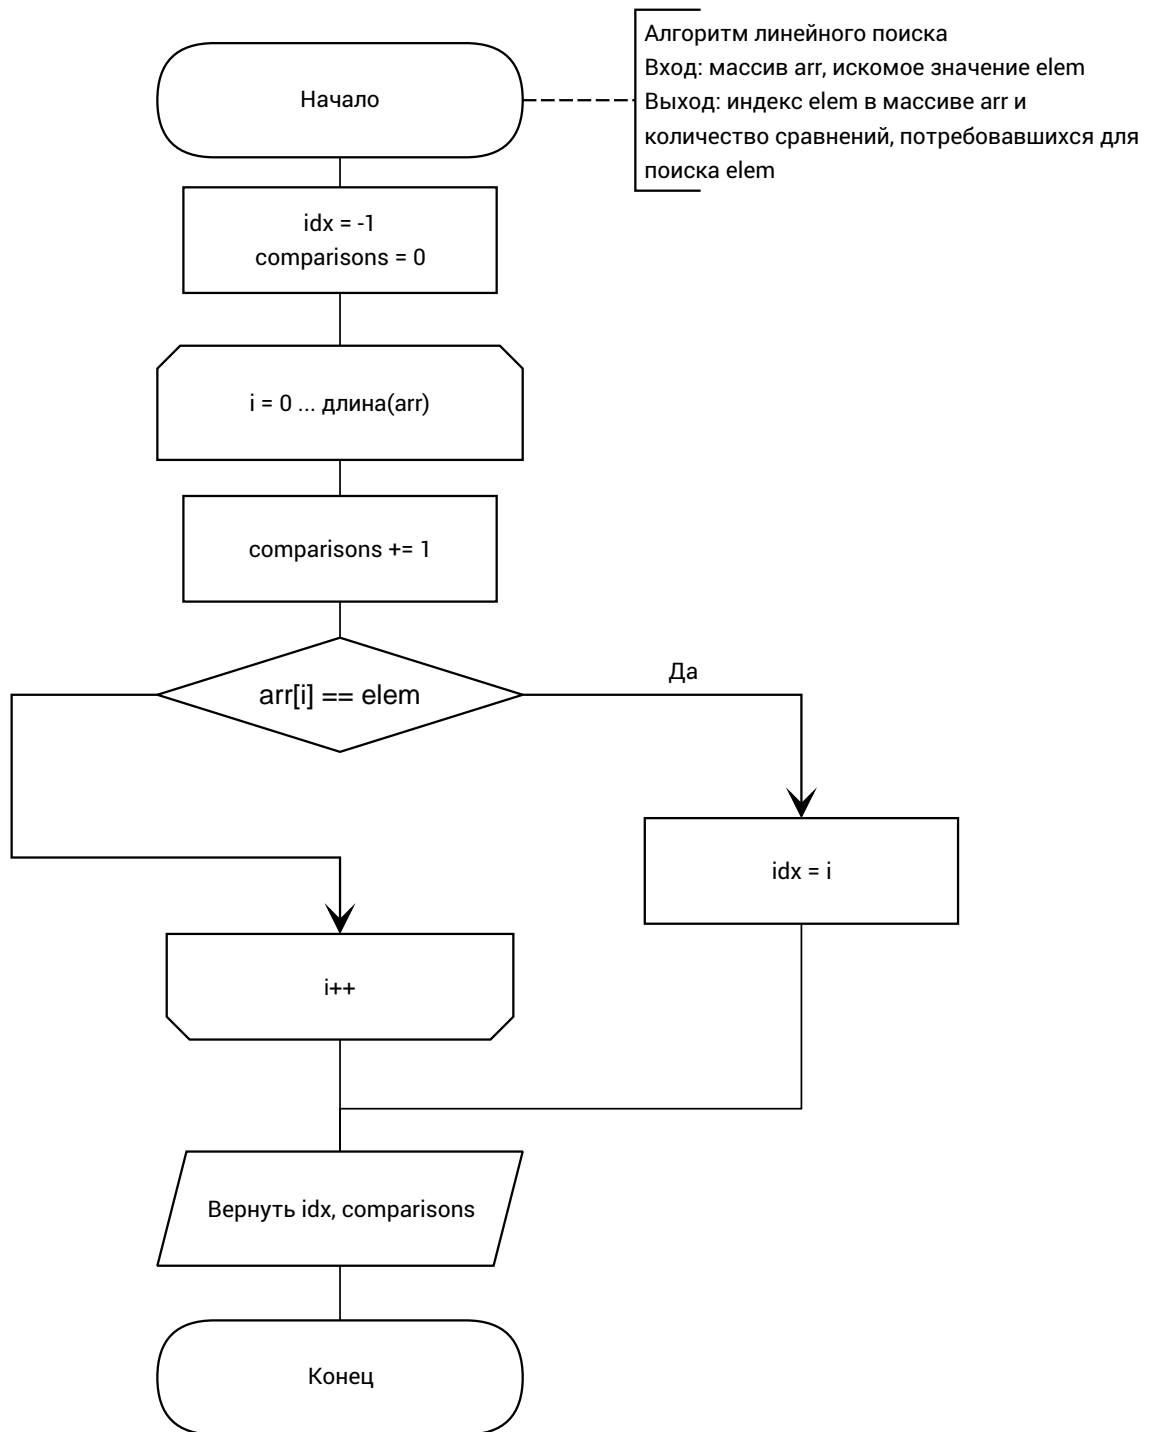 Начало
Алгоритм линейного поиска
Вход: массив arr, искомое значение elem
Выход: индекс elem в массиве arr и
количество сравнений, потребовавшихся для
поиска elem
idx = -1
comparisons = 0
i = 0 ... длина(arr)
comparisons += 1
Да
arr[i] == elem
idx = i
i++
Вернуть idx, comparisons
Конец